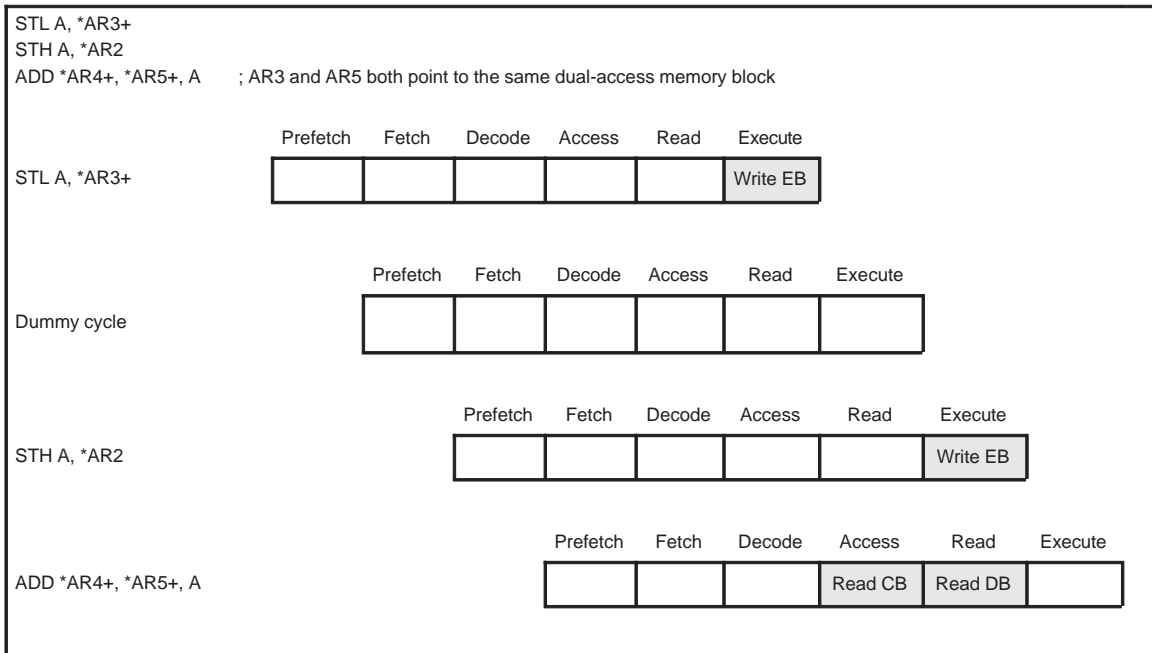 STL A, *AR3+
STH A, *AR2
ADD *AR4+, *AR5+, A ; AR3 and AR5 both point to the same dual-access memory block
Prefetch Fetch Decode Access Read Execute
STL A, *AR3+ Write EB
Prefetch Fetch Decode Access Read Execute
Dummy cycle
Prefetch Fetch Decode Access Read Execute
STH A, *AR2 Write EB
Prefetch Fetch Decode Access Read Execute
ADD *AR4+, *AR5+, A Read CB Read DB